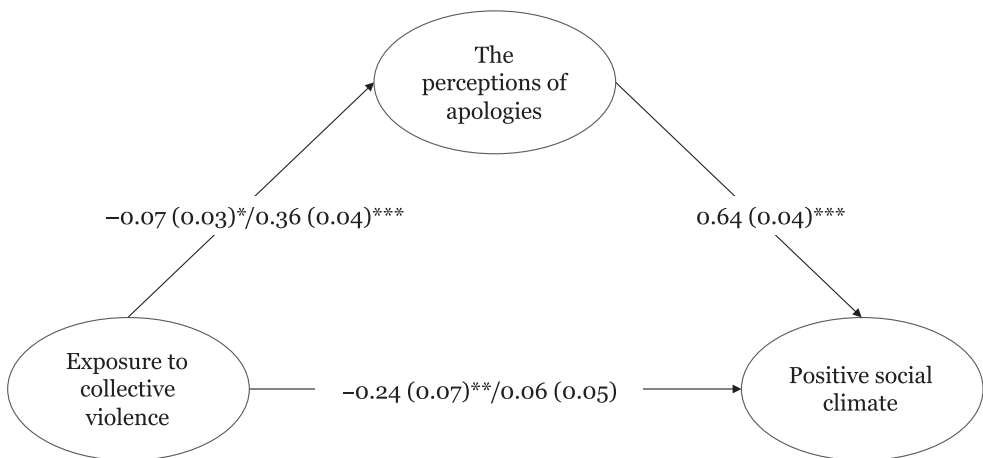 The
perceptions of
apologies
−0.07 (0.03)*/0.36 (0.04)***
0.64 (0.04)***
Exposure to
collective
violence
−0.24 (0.07)**/0.06 (0.05)
Positive social
climate